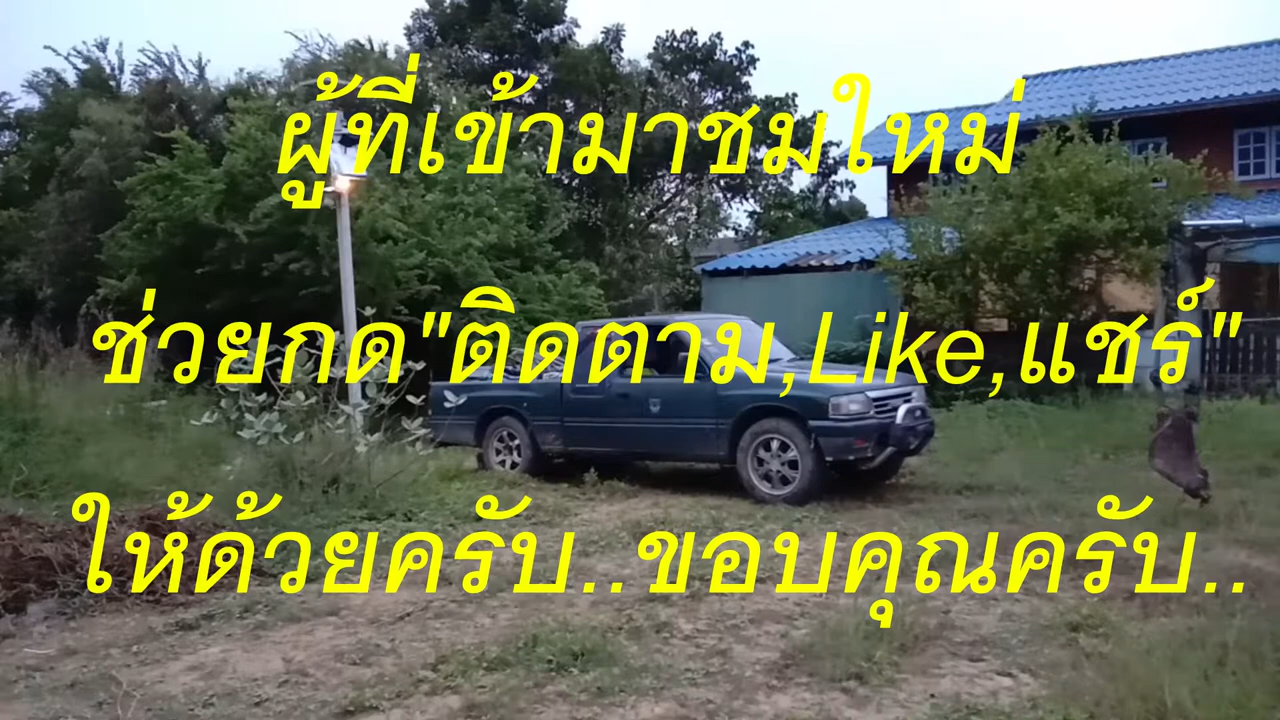 ผู้ที่เข้ามาชมใหม่
ช่วยกด"ติดตาม,Like,แชร์"
ให้ด้วยครับ..ขอบคุณครับ..